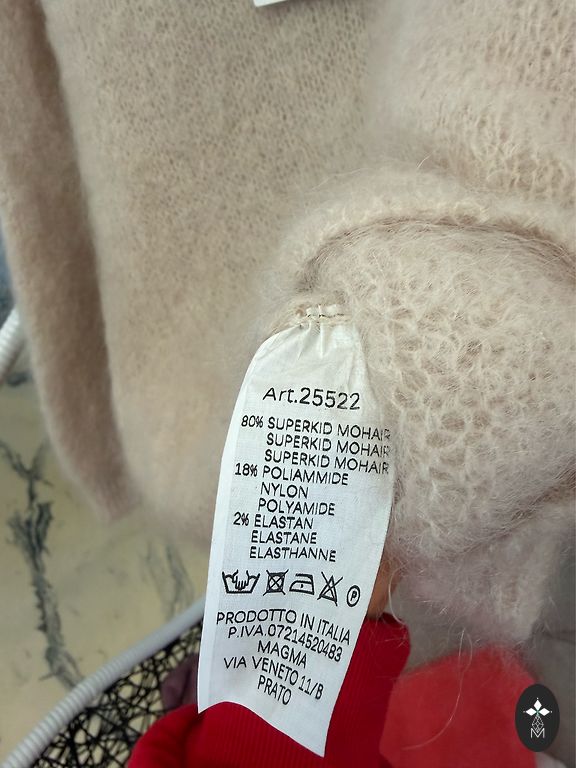 Art.25522
80% SUPERKID MOHAIR
SUPERKID MOHAIR
SUPERKID MOHAIR
18% POLIAMMIDE
NYLON
POLYAMIDE
2% ELASTAN
ELASTANE
ELASTHANNE
P
PRODOTTO IN ITALIA
P.IVA.07214520483
MAGMA
VIA VENETO 11/B
PRATO
M